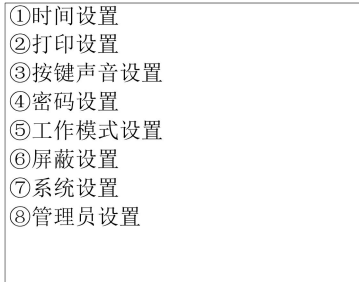 ①时间设置
②打印设置
③按键声音设置
④密码设置
⑤工作模式设置
⑥屏蔽设置
⑦系统设置
⑧管理员设置